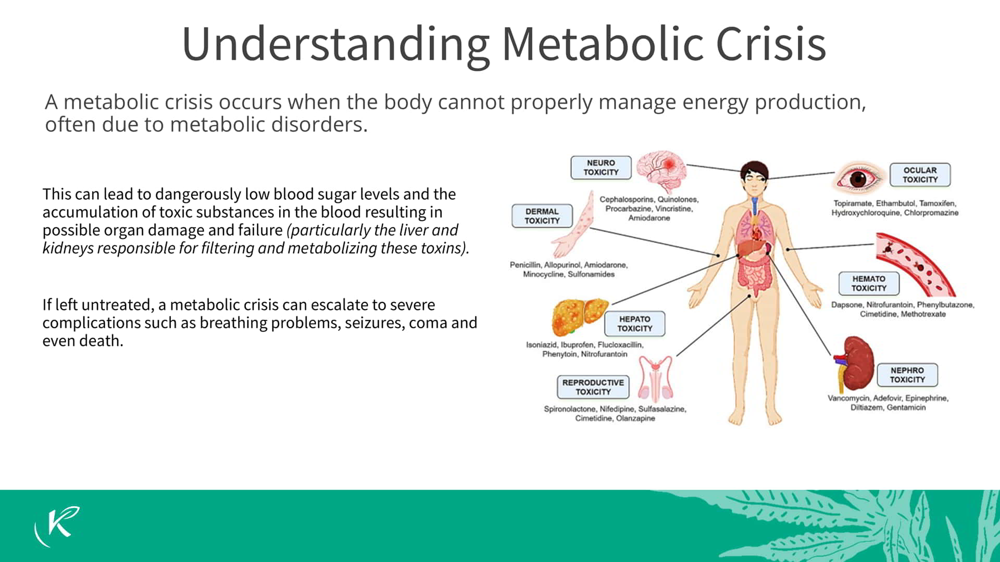 Understanding Metabolic Crisis
A metabolic crisis occurs when the body cannot properly manage energy production,
often due to metabolic disorders.
This can lead to dangerously low blood sugar levels and the
accumulation of toxic substances in the blood resulting in
possible organ damage and failure (particularly the liver and
kidneys responsible for filtering and metabolizing these toxins).
If left untreated, a metabolic crisis can escalate to severe
complications such as breathing problems, seizures, coma and
even death.
NEURO
TOXICITY
Cephalosporins, Quinolones,
Procarbazine, Vincristine,
Amiodarone
OCULAR
TOXICITY
Topiramate, Ethambutol, Tamoxifen,
Hydroxychloroquine, Chlorpromazine
DERMAL
TOXICITY
Penicillin, Allopurinol, Amiodarone,
Minocycline, Sulfonamides
HEMATO
TOXICITY
Dapsone, Nitrofurantoin, Phenylbutazone,
Cimetidine, Methotrexate
HEPATO
TOXICITY
Isoniazid, Ibuprofen, Flucloxacillin,
Phenytoin, Nitrofurantoin
REPRODUCTIVE
TOXICITY
Spironolactone, Nifedipine, Sulfasalazine,
Cimetidine, Olanzapine
NEPHRO
TOXICITY
Vancomycin, Adefovir, Epinephrine,
Diltiazem, Gentamicin
K